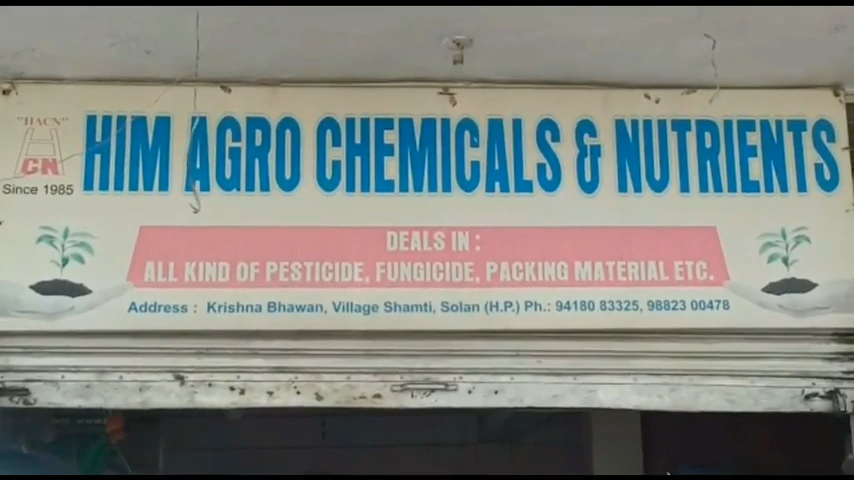 "HACN"
CN
Since 1985
HIM AGRO CHEMICALS & NUTRIENTS
DEALS IN :
ALL KIND OF PESTICIDE, FUNGICIDE, PACKING MATERIAL ETC.
Address : Krishna Bhawan, Village Shamti, Solan (H.P.) Ph.: 94180 83325, 98823 00478